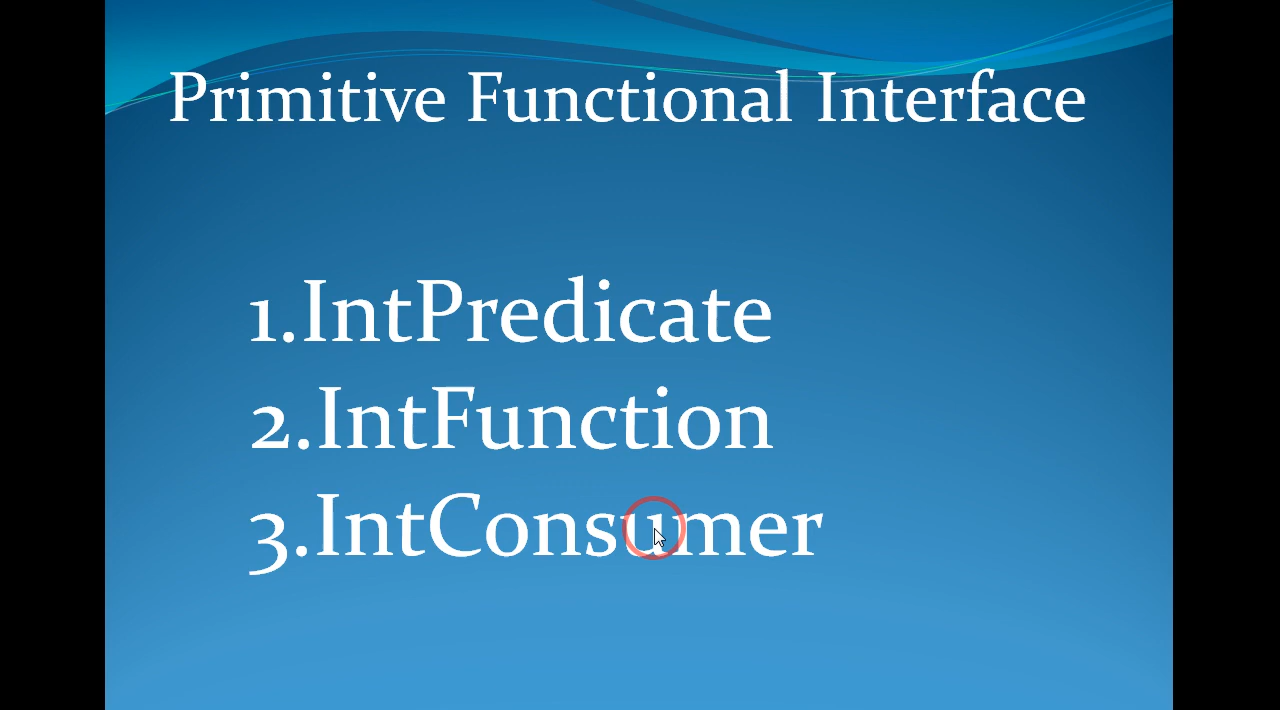 Primitive Functional Interface
1.IntPredicate
2.IntFunction
3.IntConsumer